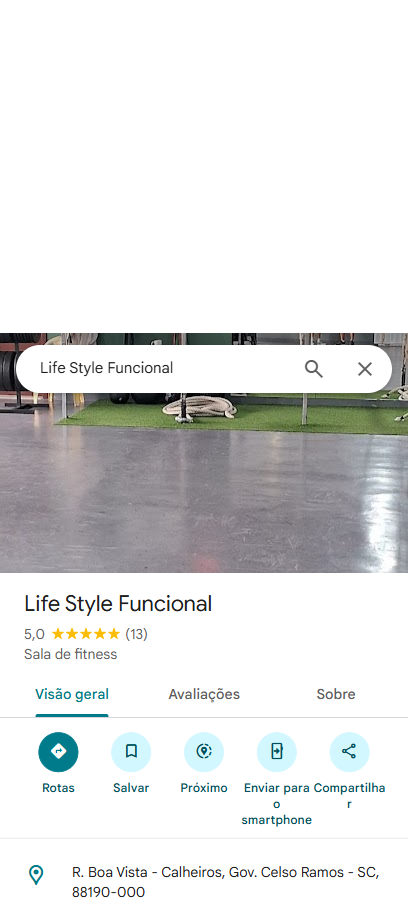 Life Style Funcional
Life Style Funcional
5,0 (13)
Sala de fitness
Visão geral Avaliações Sobre
Rotas Salvar Próximo Enviar para o smartphone Compartilhar
R. Boa Vista - Calheiros, Gov. Celso Ramos - SC,
88190-000